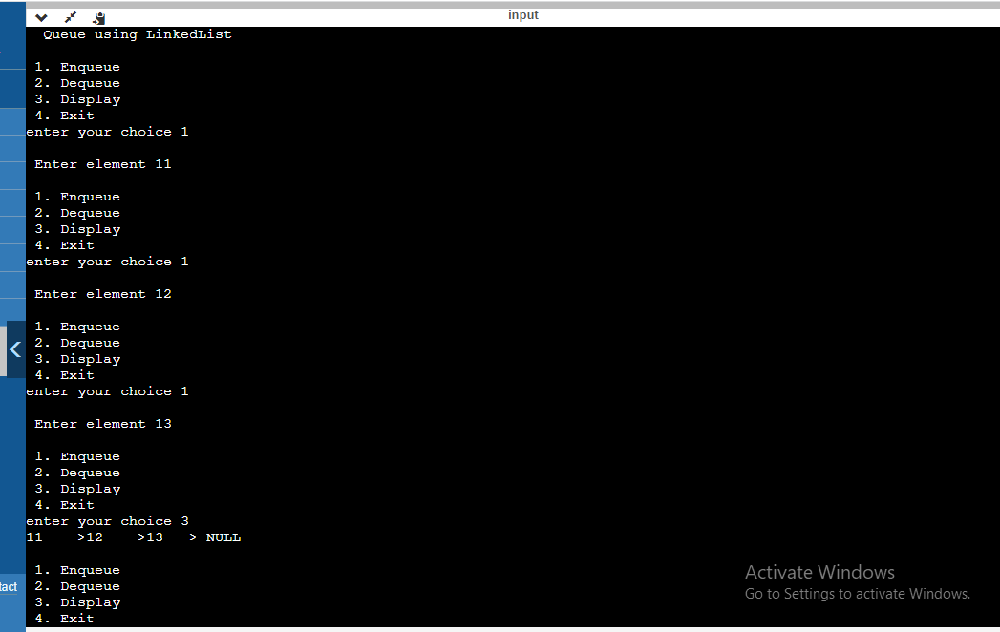 input
Queue using LinkedList
1. Enqueue
2. Dequeue
3. Display
4. Exit
enter your choice 1
Enter element 11
1. Enqueue
2. Dequeue
3. Display
4. Exit
enter your choice 1
Enter element 12
1. Enqueue
2. Dequeue
3. Display
4. Exit
enter your choice 1
Enter element 13
1. Enqueue
2. Dequeue
3. Display
4. Exit
enter your choice 3
11  -->12  -->13 --> NULL
1. Enqueue
2. Dequeue
3. Display
4. Exit
tact
Activate Windows
Go to Settings to activate Windows.